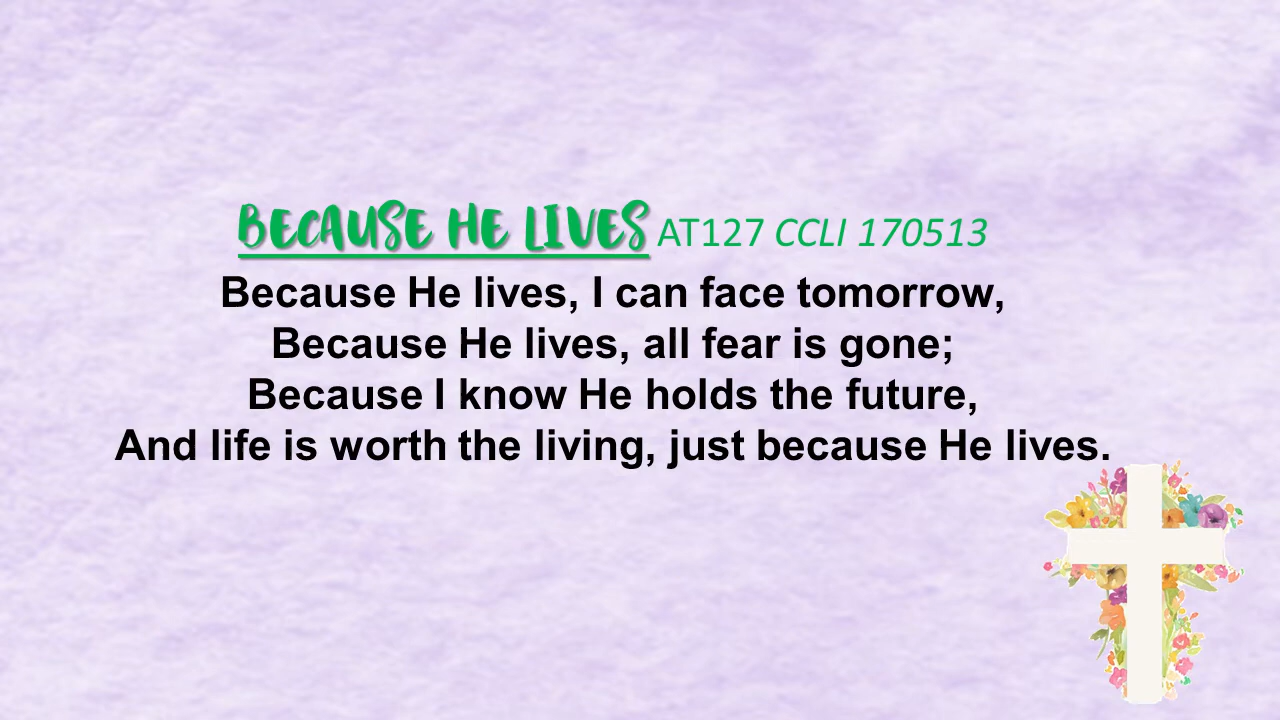 BECAUSE HE LIVES AT127 CCLI 170513
Because He lives, I can face tomorrow,
Because He lives, all fear is gone;
Because I know He holds the future,
And life is worth the living, just because He lives.